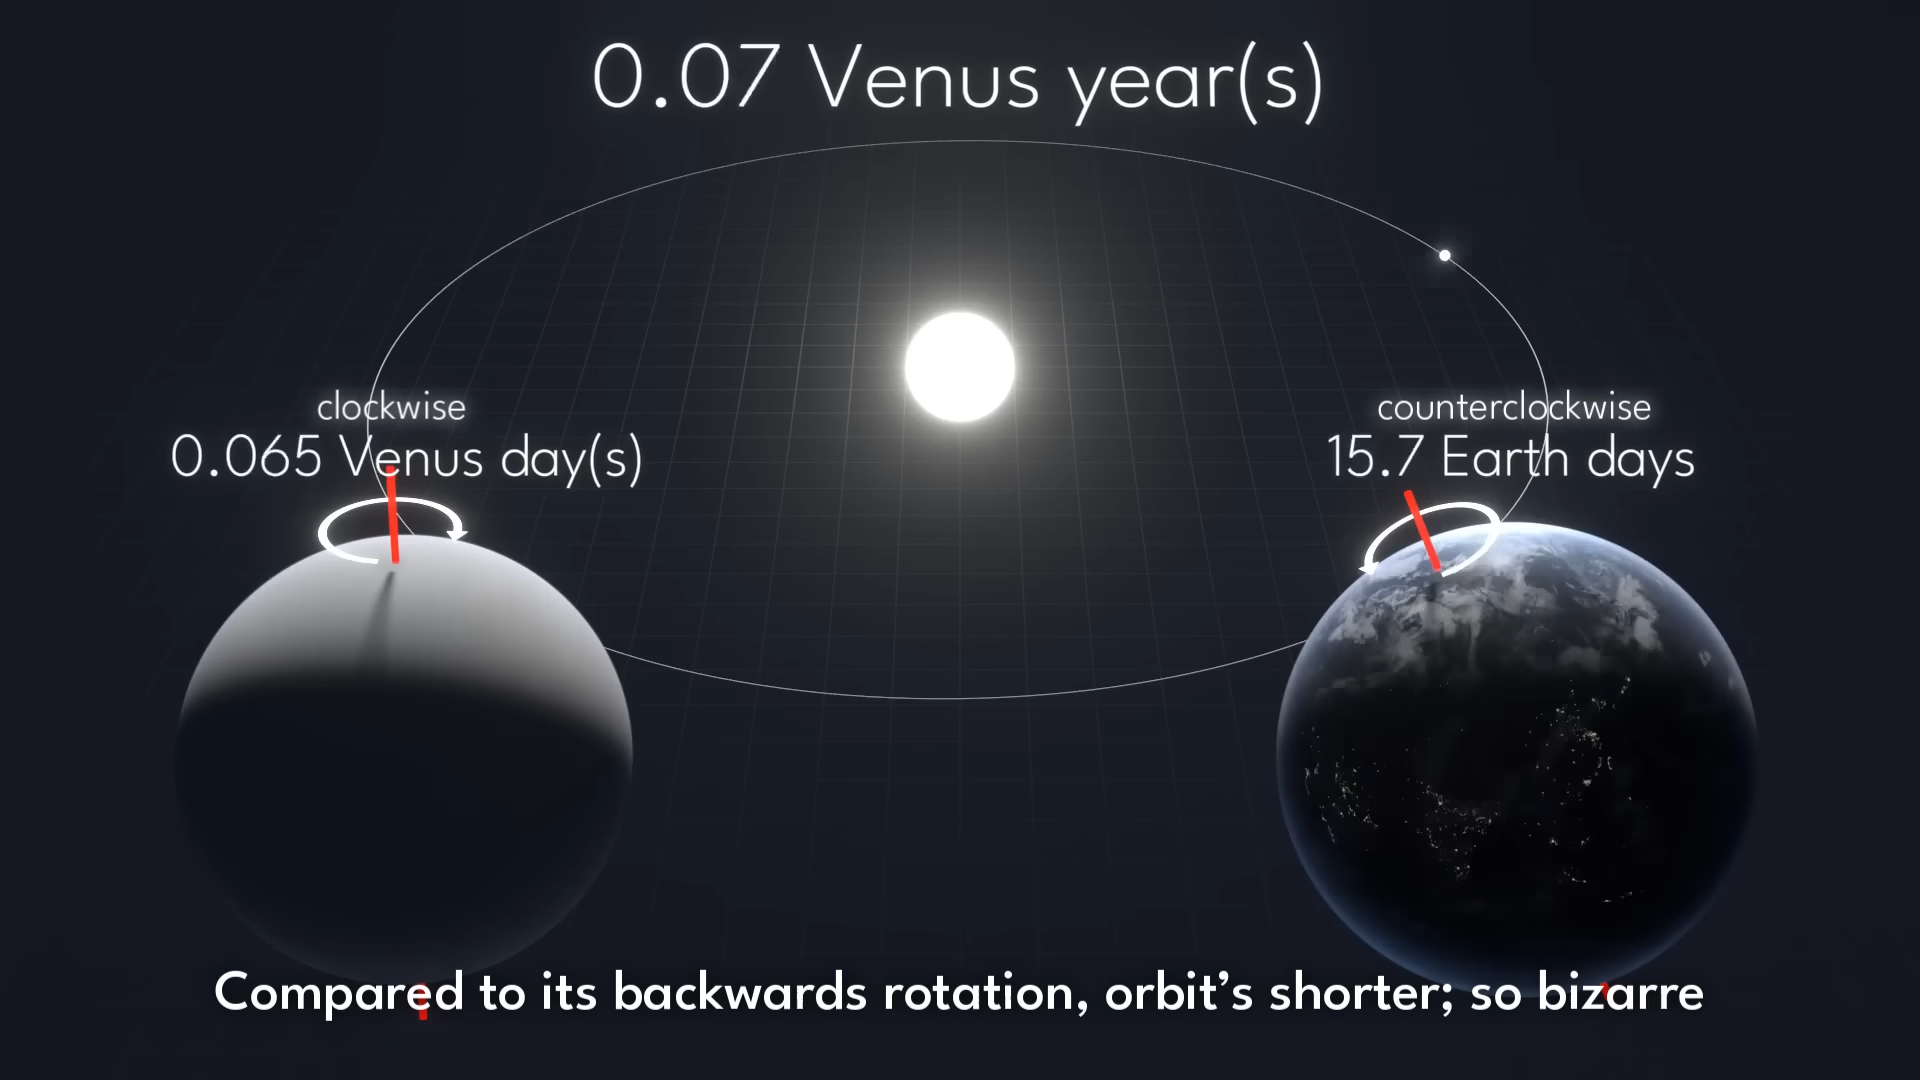 0.07 Venus year(s)
clockwise
0.065 Venus day(s)
counterclockwise
15.7 Earth days
Compared to its backwards rotation, orbit’s shorter; so bizarre